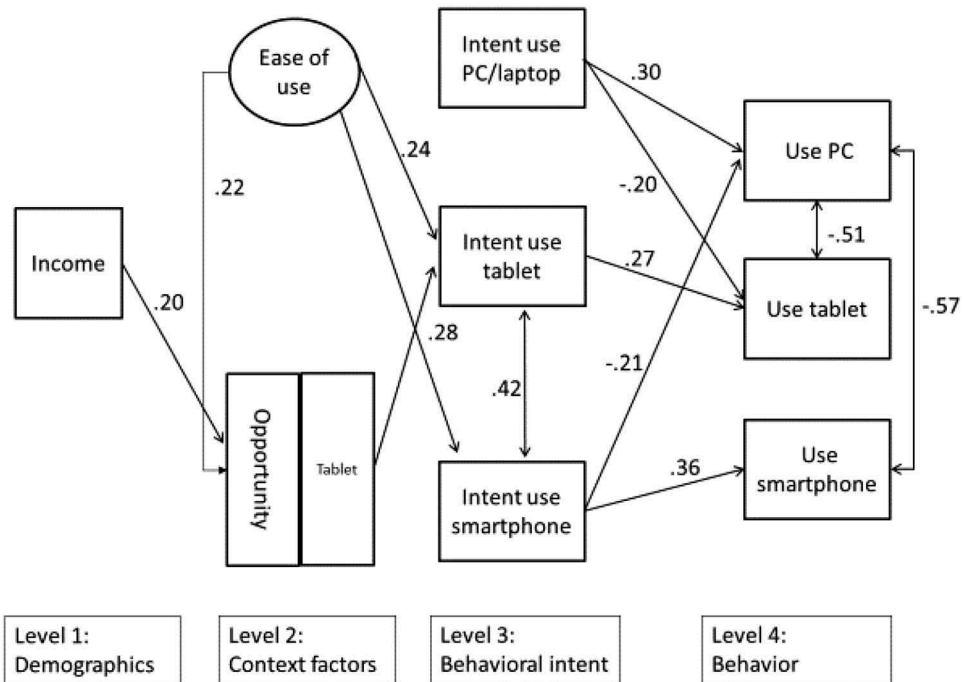 Ease of
use
Intent use
PC/laptop
.30
Use PC
.24
-.20
.22
Income
Intent use
tablet
.27
-.51
Use tablet
-.57
.20
.28
-.21
.42
Opportunity
Tablet
Intent use
smartphone
.36
Use
smartphone
Level 1:
Demographics
Level 2:
Context factors
Level 3:
Behavioral intent
Level 4:
Behavior